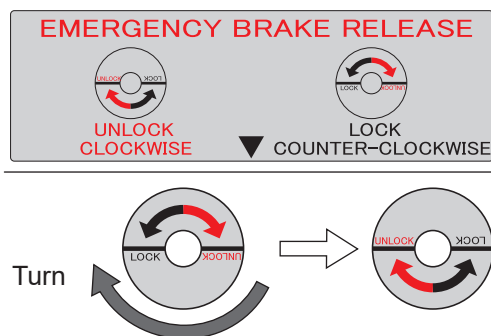 EMERGENCY BRAKE RELEASE
UNLOCK LOCK
LOCK UNLOCK
UNLOCK
CLOCKWISE
LOCK
COUNTER-CLOCKWISE
Turn
LOCK UNLOCK
UNLOCK LOCK